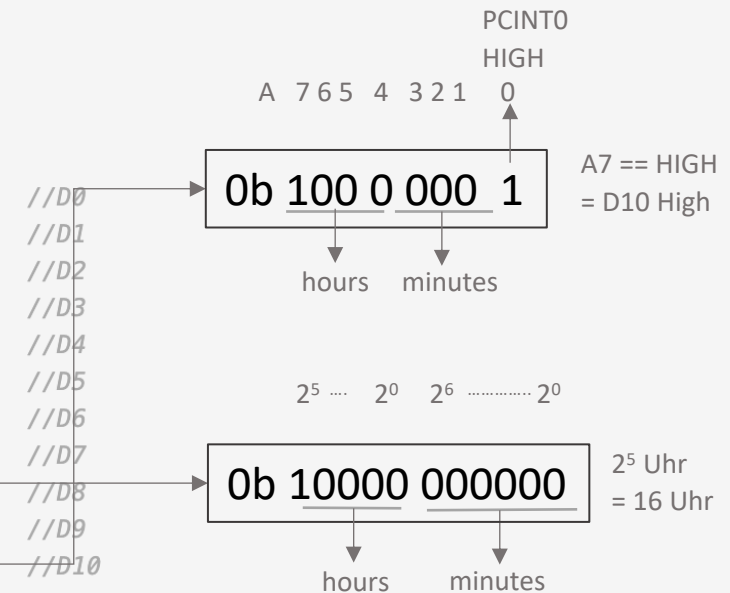 PCINT0
HIGH
A 7 6 5 4 3 2 1 0
0b 100 0 000 1
A7 == HIGH
= D10 High
hours minutes
//D0
//D1
//D2
//D3
//D4
//D5
//D6
//D7
//D8
//D9
//D10
2⁵ .... 2⁰ 2⁶ .............. 2⁰
0b 10000 000000
2⁵ Uhr
= 16 Uhr
hours minutes